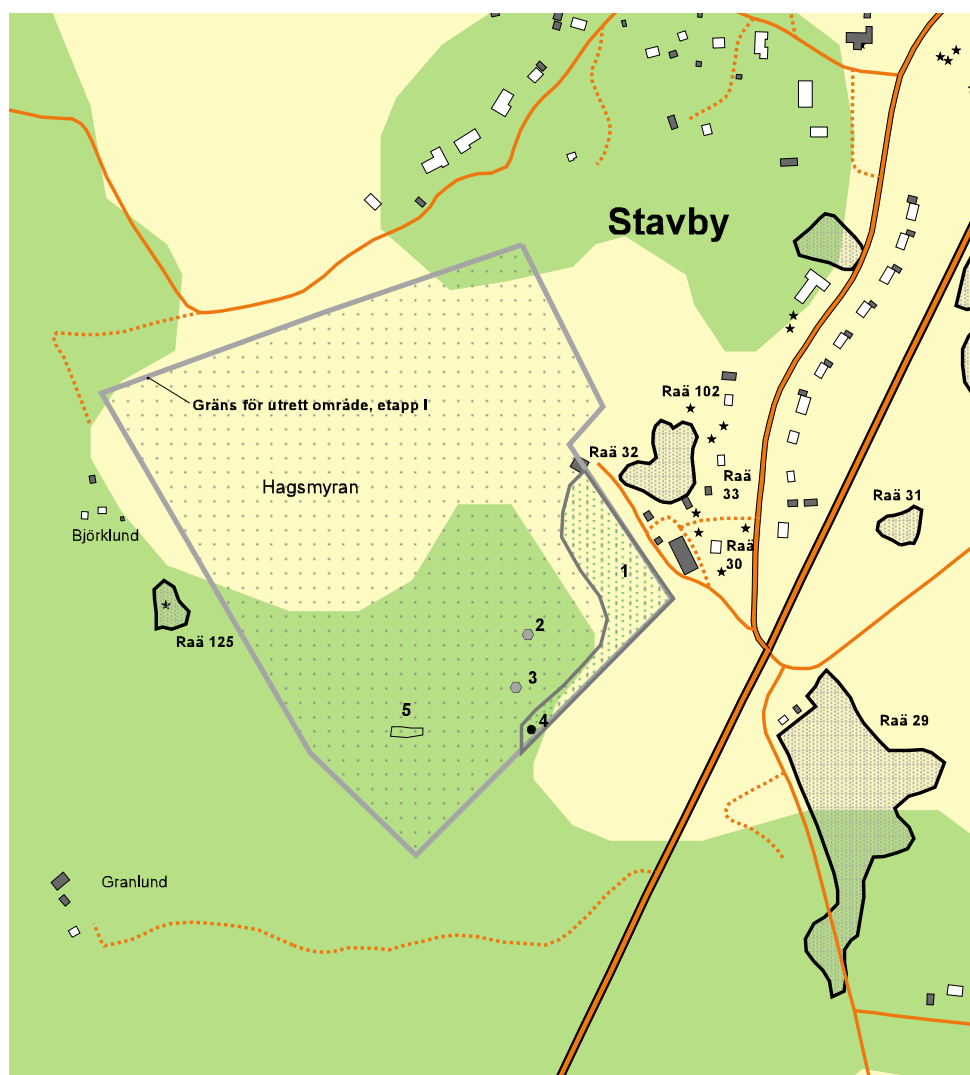 Stavby
Raä 102
Gräns för utrett område, etapp I
Raä 32
Raä
33
Hagsmyran
Raä 31
Björklund
Raä
30
1
2
Raä 125
3
5
4
Raä 29
Granlund